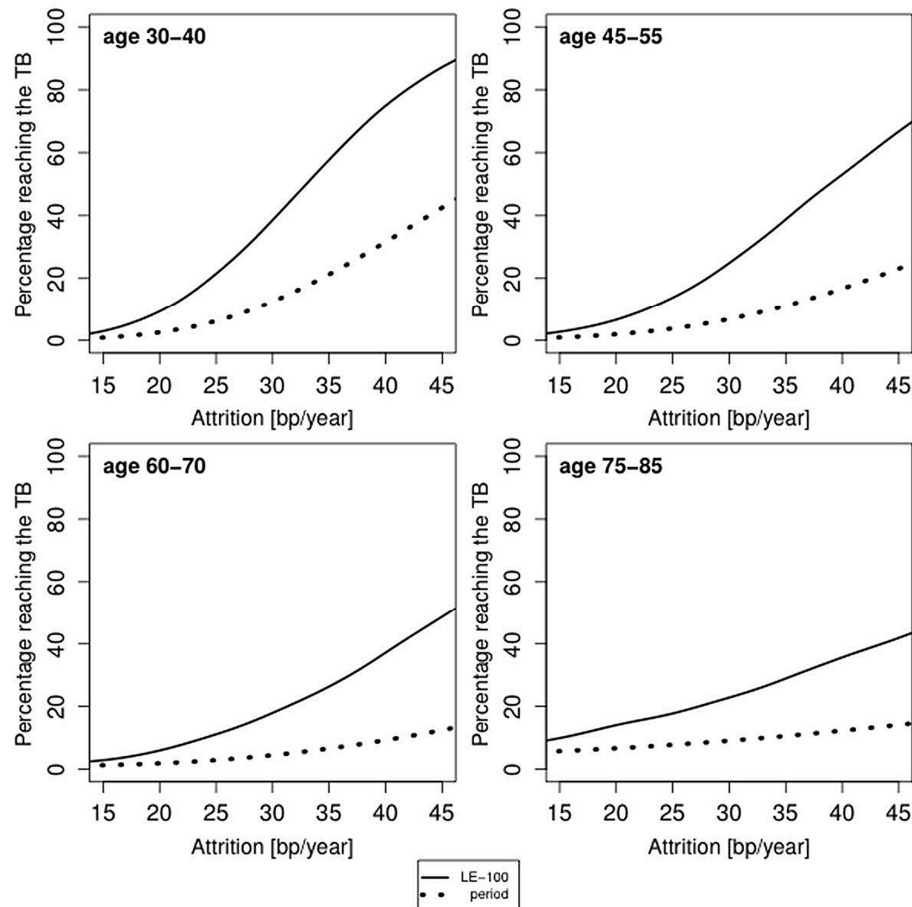 age 30−40
Percentage reaching the TB
0 20 40 60 80 100
15 20 25 30 35 40 45
Attrition [bp/year]
age 45−55
Percentage reaching the TB
0 20 40 60 80 100
15 20 25 30 35 40 45
Attrition [bp/year]
age 60−70
Percentage reaching the TB
0 20 40 60 80 100
15 20 25 30 35 40 45
Attrition [bp/year]
age 75−85
Percentage reaching the TB
0 20 40 60 80 100
15 20 25 30 35 40 45
Attrition [bp/year]
LE−100
period